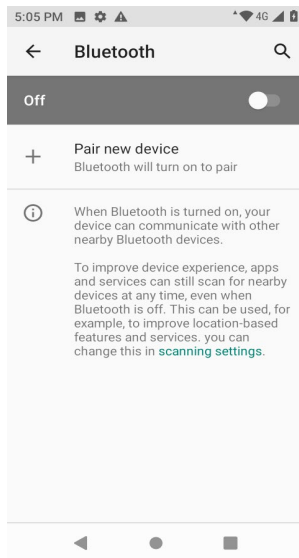 5:05 PM 4G
Bluetooth
Off
Pair new device
Bluetooth will turn on to pair
When Bluetooth is turned on, your
device can communicate with other
nearby Bluetooth devices.
To improve device experience, apps
and services can still scan for nearby
devices at any time, even when
Bluetooth is off. This can be used, for
example, to improve location-based
features and services. you can
change this in scanning settings.